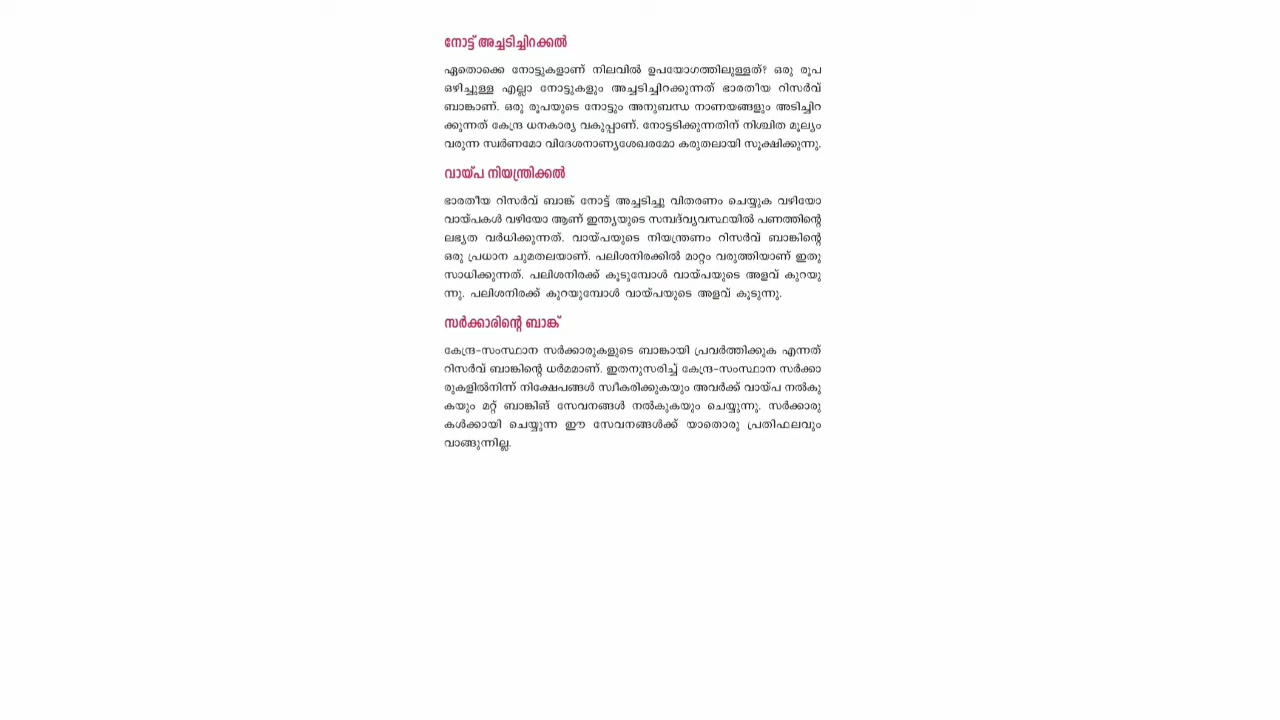 നോട്ട് അച്ചടിച്ചിറക്കൽ
ഏതൊക്കെ നോട്ടുകളാണ് നിലവിൽ ഉപയോഗത്തിലുള്ളത്? ഒരു രൂപ
ഒഴിച്ചുള്ള എല്ലാ നോട്ടുകളും അച്ചടിച്ചിറക്കുന്നത് ഭാരതീയ റിസർവ്
ബാങ്കാണ്. ഒരു രൂപയുടെ നോട്ടും അനുബന്ധ നാണയങ്ങളും അടിച്ചിറ
ക്കുന്നത് കേന്ദ്ര ധനകാര്യ വകുപ്പാണ്. നോട്ടടിക്കുന്നതിന് നിശ്ചിത മൂല്യം
വരുന്ന സ്വർണമോ വിദേശനാണ്യശേഖരമോ കരുതലായി സൂക്ഷിക്കുന്നു.
വായ്പ നിയന്ത്രിക്കൽ
ഭാരതീയ റിസർവ് ബാങ്ക് നോട്ട് അച്ചടിച്ചു വിതരണം ചെയ്യുക വഴിയോ
വായ്പകൾ വഴിയോ ആണ് ഇന്ത്യയുടെ സമ്പദ്‌വ്യവസ്ഥയിൽ പണത്തിന്റെ
ലഭ്യത വർധിക്കുന്നത്. വായ്പയുടെ നിയന്ത്രണം റിസർവ് ബാങ്കിന്റെ
ഒരു പ്രധാന ചുമതലയാണ്. പലിശനിരക്കിൽ മാറ്റം വരുത്തിയാണ് ഇതു
സാധിക്കുന്നത്. പലിശനിരക്ക് കൂടുമ്പോൾ വായ്പയുടെ അളവ് കുറയു
ന്നു. പലിശനിരക്ക് കുറയുമ്പോൾ വായ്പയുടെ അളവ് കൂടുന്നു.
സർക്കാരിന്റെ ബാങ്ക്
കേന്ദ്ര-സംസ്ഥാന സർക്കാരുകളുടെ ബാങ്കായി പ്രവർത്തിക്കുക എന്നത്
റിസർവ് ബാങ്കിന്റെ ധർമമാണ്. ഇതനുസരിച്ച് കേന്ദ്ര-സംസ്ഥാന സർക്കാ
രുകളിൽനിന്ന് നിക്ഷേപങ്ങൾ സ്വീകരിക്കുകയും അവർക്ക് വായ്പ നൽകു
കയും മറ്റ് ബാങ്കിങ് സേവനങ്ങൾ നൽകുകയും ചെയ്യുന്നു. സർക്കാരു
കൾക്കായി ചെയ്യുന്ന ഈ സേവനങ്ങൾക്ക് യാതൊരു പ്രതിഫലവും
വാങ്ങുന്നില്ല.